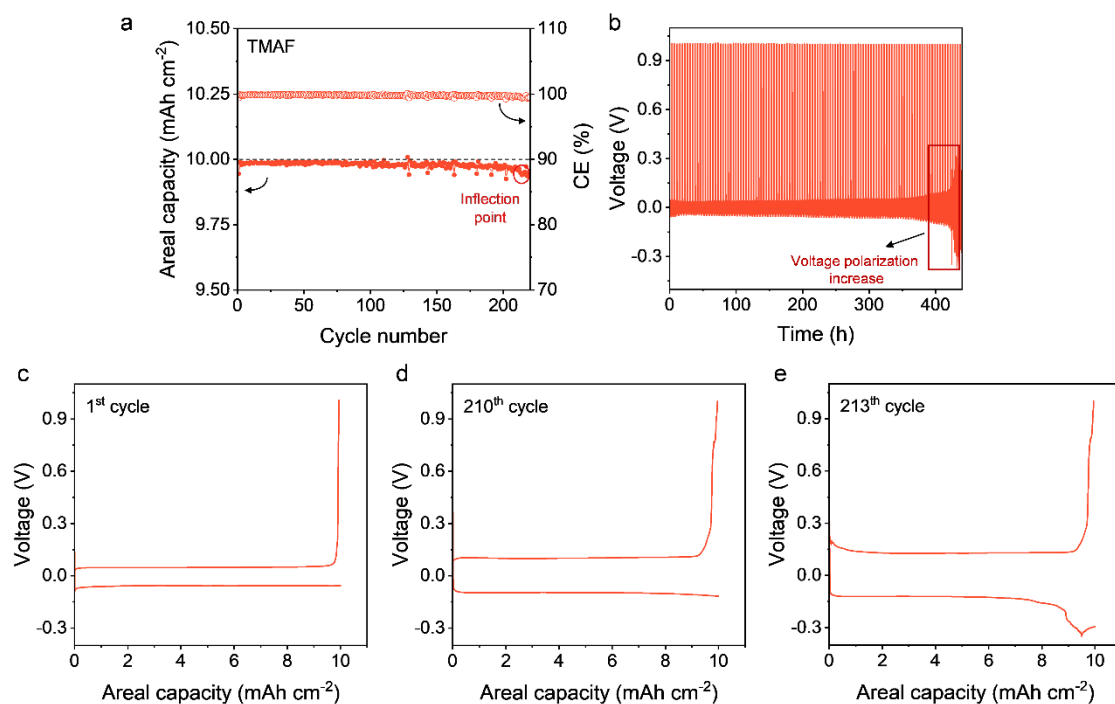 a
TMAF
10.50
10.25
10.00
9.75
9.50
110
100
90
80
70
0
50
100
150
200
Areal capacity (mAh cm⁻²)
CE (%)
Cycle number
Inflection
point
b
0.9
0.6
0.3
0.0
-0.3
0
100
200
300
400
Voltage (V)
Time (h)
Voltage polarization
increase
c
1st cycle
0.9
0.6
0.3
0.0
-0.3
0
2
4
6
8
10
Voltage (V)
Areal capacity (mAh cm⁻²)
d
210th cycle
0.9
0.6
0.3
0.0
-0.3
0
2
4
6
8
10
Voltage (V)
Areal capacity (mAh cm⁻²)
e
213th cycle
0.9
0.6
0.3
0.0
-0.3
0
2
4
6
8
10
Voltage (V)
Areal capacity (mAh cm⁻²)